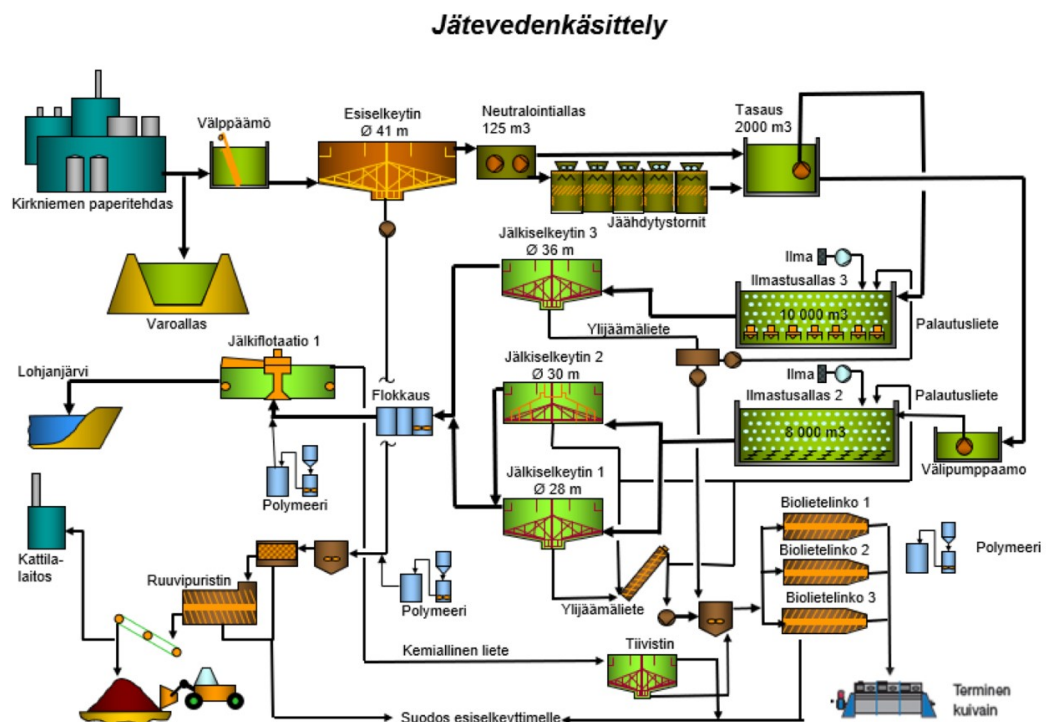 Jätevedenkäsittely
Välppäämö
Esiselkeytin
Ø 41 m
Neutralointiallas
125 m3
Tasaus
2000 m3
Kirkniemen paperitehdas
Jäähdytystornit
Varoallas
Jälkiselkeytin 3
Ø 36 m
Ilma
Ilmastusallas 3
10 000 m3
Palautusliete
Ylijäämäliete
Jälkiflotaatio 1
Lohjanjärvi
Flokkaus
Jälkiselkeytin 2
Ø 30 m
Ilma
Ilmastusallas 2
8 000 m3
Palautusliete
Välipumppaamo
Polymeeri
Jälkiselkeytin 1
Ø 28 m
Kattila-
laitos
Ruuvipuristin
Polymeeri
Ylijäämäliete
Biolietelinko 1
Biolietelinko 2
Biolietelinko 3
Polymeeri
Kemiallinen liete
Tiivistin
Suodos esiselkeyttimelle
Terminen
kuivain